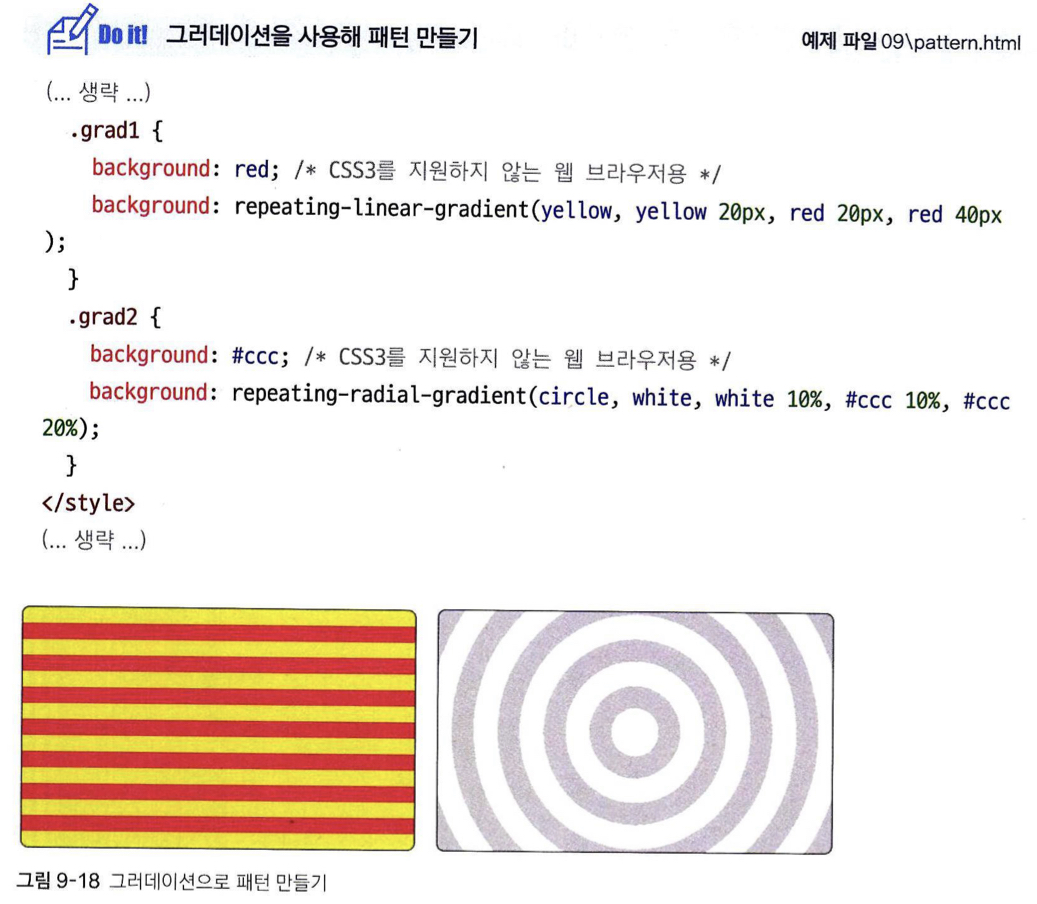 Do it! 그러데이션을 사용해 패턴 만들기 예제 파일 09\pattern.html
(... 생략 ...)
.grad1 {
background: red; /* CSS3를 지원하지 않는 웹 브라우저용 */
background: repeating-linear-gradient(yellow, yellow 20px, red 20px, red 40px
);
}
.grad2 {
background: #ccc; /* CSS3를 지원하지 않는 웹 브라우저용 */
background: repeating-radial-gradient(circle, white, white 10%, #ccc 10%, #ccc
20%);
}
</style>
(... 생략 ...)
그림 9-18 그러데이션으로 패턴 만들기